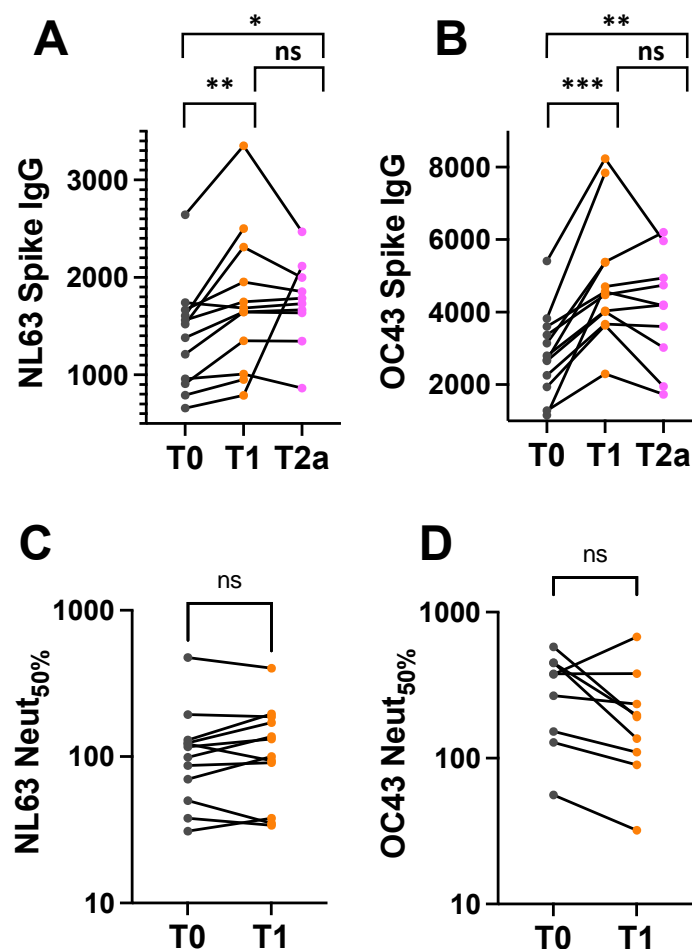 A
*
ns
**
NL63 Spike IgG
3000
2000
1000
T0 T1 T2a
B
**
ns
***
OC43 Spike IgG
8000
6000
4000
2000
T0 T1 T2a
C
ns
NL63 Neut50%
1000
100
10
T0 T1
D
ns
OC43 Neut50%
1000
100
10
T0 T1